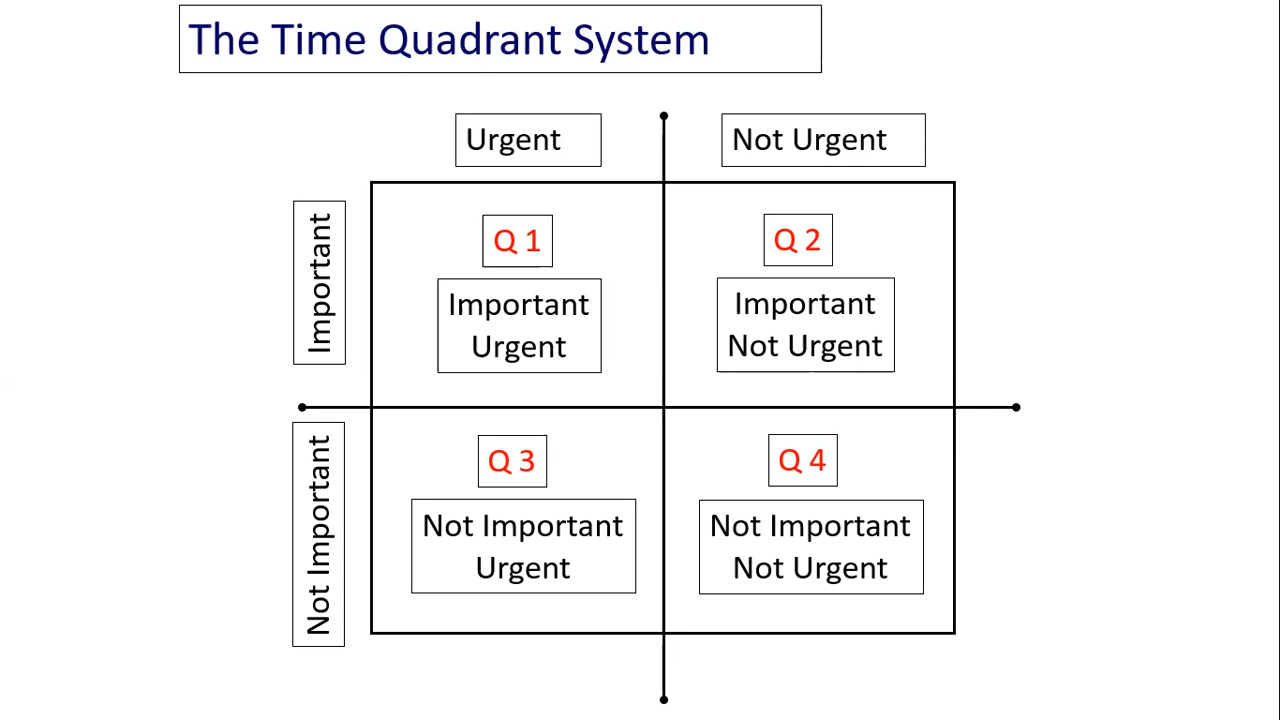 The Time Quadrant System
Urgent
Not Urgent
Important
Q 1
Important
Urgent
Q 2
Important
Not Urgent
Not Important
Q 3
Not Important
Urgent
Q 4
Not Important
Not Urgent